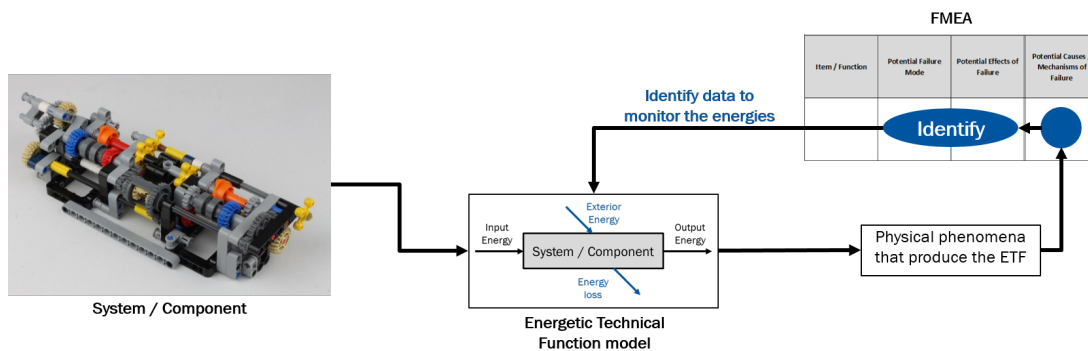 FMEA
Item / Function
Potential Failure
Mode
Potential Effects of
Failure
Potential Causes /
Mechanisms of
Failure
Identify data to
monitor the energies
Identify
Exterior
Energy
Input
Energy
Output
Energy
System / Component
Energy
loss
Physical phenomena
that produce the ETF
System / Component
Energetic Technical
Function model